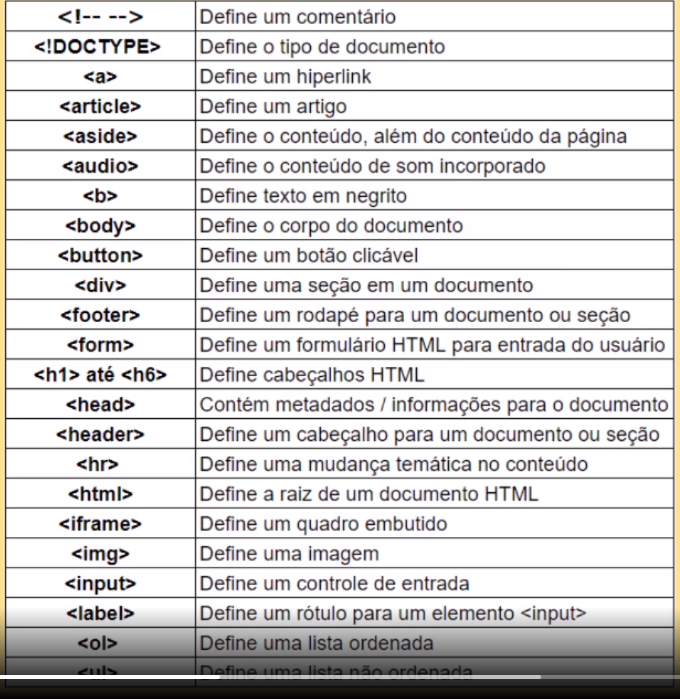 <!-- --> Define um comentário
<!DOCTYPE> Define o tipo de documento
<a> Define um hiperlink
<article> Define um artigo
<aside> Define o conteúdo, além do conteúdo da página
<audio> Define o conteúdo de som incorporado
<b> Define texto em negrito
<body> Define o corpo do documento
<button> Define um botão clicável
<div> Define uma seção em um documento
<footer> Define um rodapé para um documento ou seção
<form> Define um formulário HTML para entrada do usuário
<h1> até <h6> Define cabeçalhos HTML
<head> Contém metadados / informações para o documento
<header> Define um cabeçalho para um documento ou seção
<hr> Define uma mudança temática no conteúdo
<html> Define a raiz de um documento HTML
<iframe> Define um quadro embutido
<img> Define uma imagem
<input> Define um controle de entrada
<label> Define um rótulo para um elemento <input>
<ol> Define uma lista ordenada
<ul> Define uma lista não ordenada